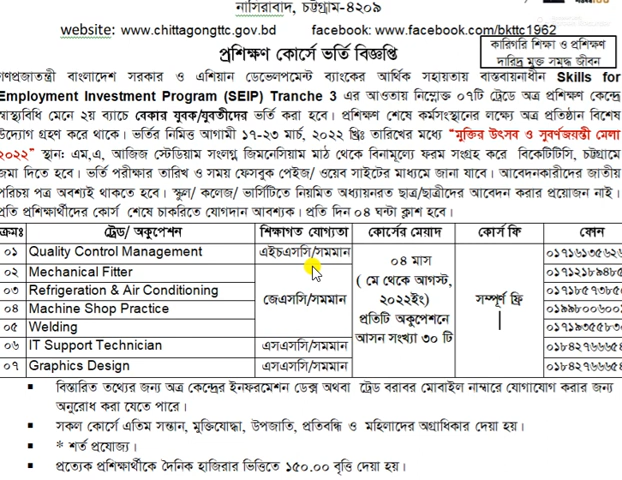 নাসিরাবাদ, চট্টগ্রাম-৪২০৯
website: www.chittagongttc.gov.bd facebook: www.facebook.com/bkttc1962
প্রশিক্ষণ কোর্সে ভর্তি বিজ্ঞপ্তি
কারিগরি শিক্ষা ও প্রশিক্ষণ
দারিদ্র মুক্ত সমৃদ্ধ জীবন
গণপ্রজাতন্ত্রী বাংলাদেশ সরকার ও এশিয়ান ডেভেলপমেন্ট ব্যাংকের আর্থিক সহায়তায় বাস্তবায়নাধীন Skills for
Employment Investment Program (SEIP) Tranche 3 এর আওতায় নিম্নোক্ত ০৭টি ট্রেডে অত্র প্রশিক্ষণ কেন্দ্রে
স্বাস্থ্যবিধি মেনে ২য় ব্যাচে বেকার যুবক/যুবতীদের ভর্তি করা হবে। প্রশিক্ষণ শেষে কর্মসংস্থানের লক্ষ্যে অত্র প্রতিষ্ঠান বিশেষ
উদ্যোগ গ্রহণ করে থাকে। ভর্তির নিমিত্ত আগামী ১৭-২৩ মার্চ, ২০২২ খ্রিঃ তারিখের মধ্যে “মুক্তির উৎসব ও সুবর্ণজয়ন্তী মেলা
২০২২” স্থান: এম,এ, আজিজ স্টেডিয়াম সংলগ্ন জিমনেসিয়াম মাঠ থেকে বিনামূল্যে ফরম সংগ্রহ করে বিকেটিটিসি, চট্টগ্রামে
জমা দিতে হবে। ভর্তি পরীক্ষার তারিখ ও সময় ফেসবুক পেইজ/ ওয়েব সাইটের মাধ্যমে জানা যাবে। আবেদনকারীদের জাতীয়
পরিচয় পত্র অবশ্যই থাকতে হবে। স্কুল/ কলেজ/ ভার্সিটিতে নিয়মিত অধ্যায়নরত ছাত্র/ছাত্রীদের আবেদন করার প্রয়োজন নাই।
প্রতি প্রশিক্ষার্থীদের কোর্স শেষে চাকরিতে যোগদান আবশ্যক। প্রতি দিন ০৪ ঘন্টা ক্লাশ হবে।
ক্রমঃ ট্রেড/ অকুপেশন শিক্ষাগত যোগ্যতা কোর্সের মেয়াদ কোর্স ফি ফোন
০১ Quality Control Management এইচএসসি/সমমান ০১৭১৬১৩৫৬২
০২ Mechanical Fitter ০১৭১২১৮৯৪৮৫
০৩ Refrigeration & Air Conditioning ০১৭১৮৫৭৩৮৫
০৪ Machine Shop Practice ০১৯৯৮০০৬০০
০৫ Welding ০১৭১৯৩৫৫৮৩
জেএসসি/সমমান
০৬ IT Support Technician এসএসসি/সমমান ০১৮৪২৭৬৬৫৪
০৭ Graphics Design এসএসসি/সমমান ০১৮৪২৭৬৬৫৪
০৪ মাস
( মে থেকে আগস্ট,
২০২২ইং)
প্রতিটি অকুপেশনে
আসন সংখ্যা ৩০ টি
সম্পূর্ণ ফ্রি
বিস্তারিত তথ্যের জন্য অত্র কেন্দ্রের ইনফরমেশন ডেক্স অথবা ট্রেড বরাবর মোবাইল নাম্বারে যোগাযোগ করার জন্য
অনুরোধ করা যেতে পারে।
সকল কোর্সে এতিম সন্তান, মুক্তিযোদ্ধা, উপজাতি, প্রতিবন্ধি ও মহিলাদের অগ্রাধিকার দেয়া হয়।
* শর্ত প্রযোজ্য।
প্রত্যেক প্রশিক্ষার্থীকে দৈনিক হাজিরার ভিত্তিতে ১৫০.০০ বৃত্তি দেয়া হয়।